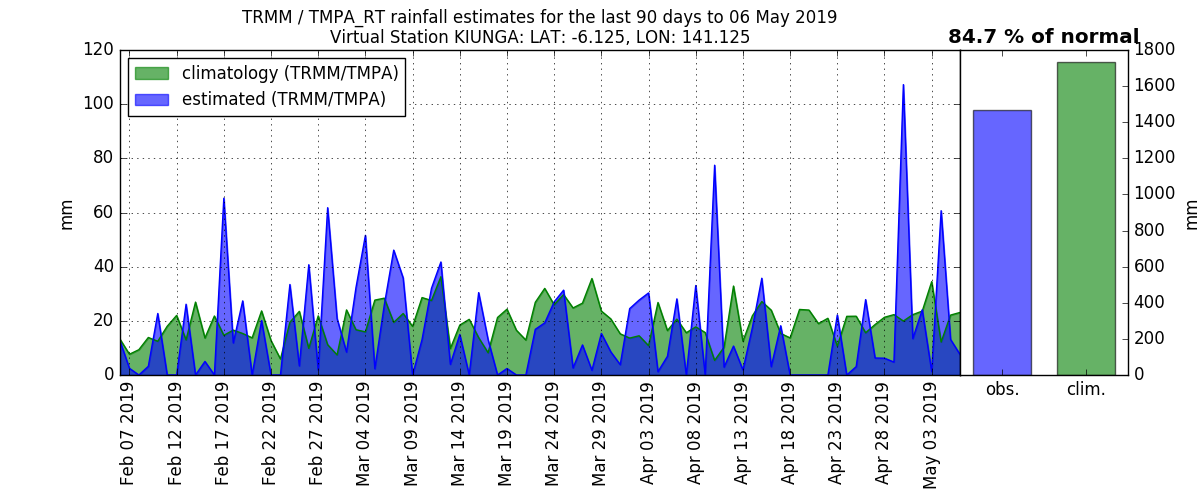 TRMM / TMPA_RT rainfall estimates for the last 90 days to 06 May 2019
Virtual Station KIUNGA: LAT: -6.125, LON: 141.125
84.7 % of normal
climatology (TRMM/TMPA)
estimated (TRMM/TMPA)
mm
120
100
80
60
40
20
0
Feb 07 2019
Feb 12 2019
Feb 17 2019
Feb 22 2019
Feb 27 2019
Mar 04 2019
Mar 09 2019
Mar 14 2019
Mar 19 2019
Mar 24 2019
Mar 29 2019
Apr 03 2019
Apr 08 2019
Apr 13 2019
Apr 18 2019
Apr 23 2019
Apr 28 2019
May 03 2019
obs.
clim.
1800
1600
1400
1200
1000
800
600
400
200
0
mm